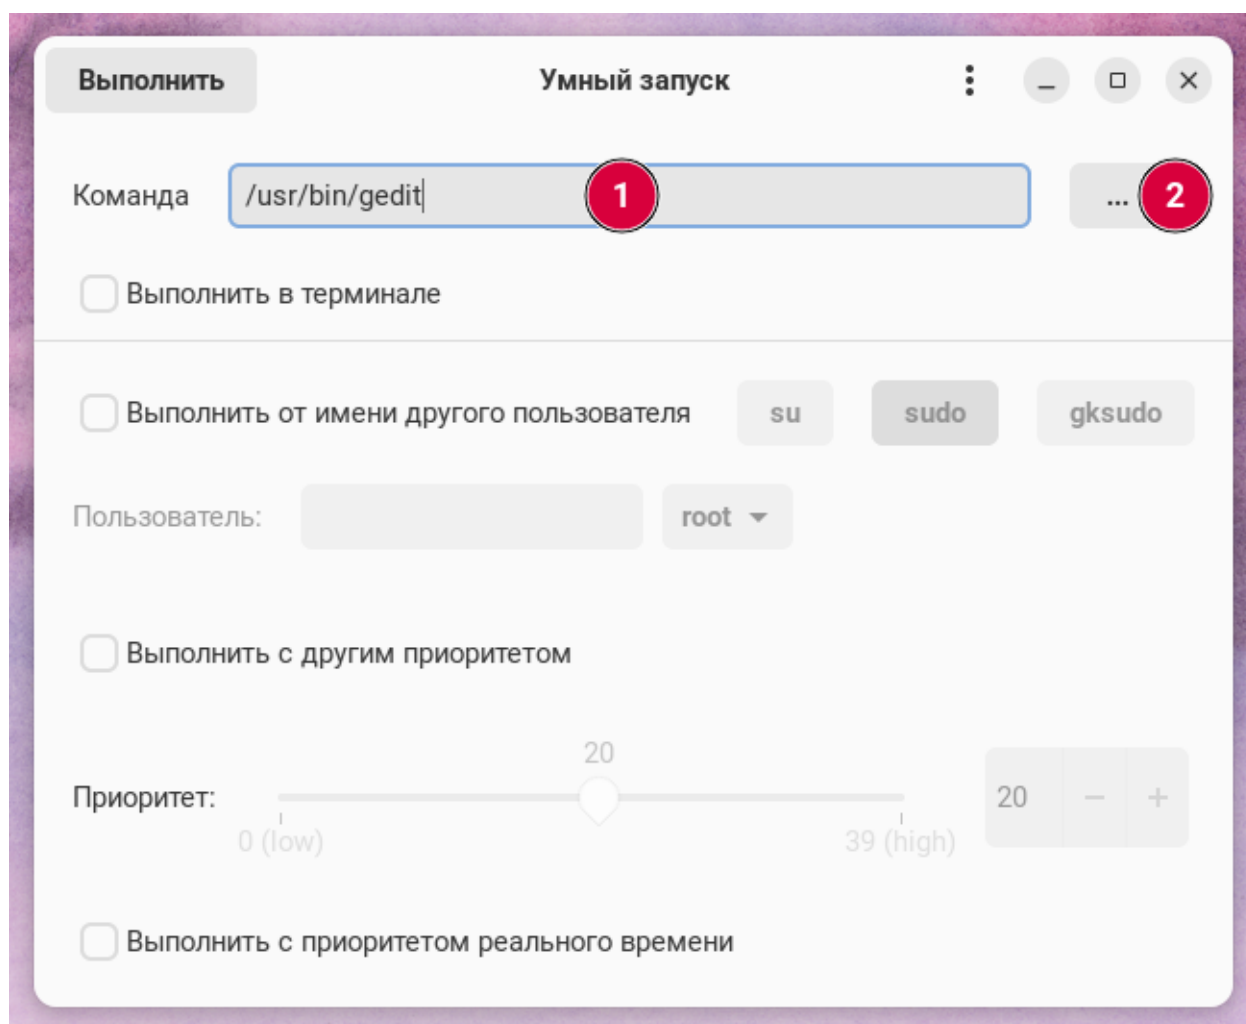 Выполнить Умный запуск
Команда /usr/bin/gedit 1 ... 2
Выполнить в терминале
Выполнить от имени другого пользователя su sudo gksudo
Пользователь: root
Выполнить с другим приоритетом
20
Приоритет: 20 − +
0 (low) 39 (high)
Выполнить с приоритетом реального времени